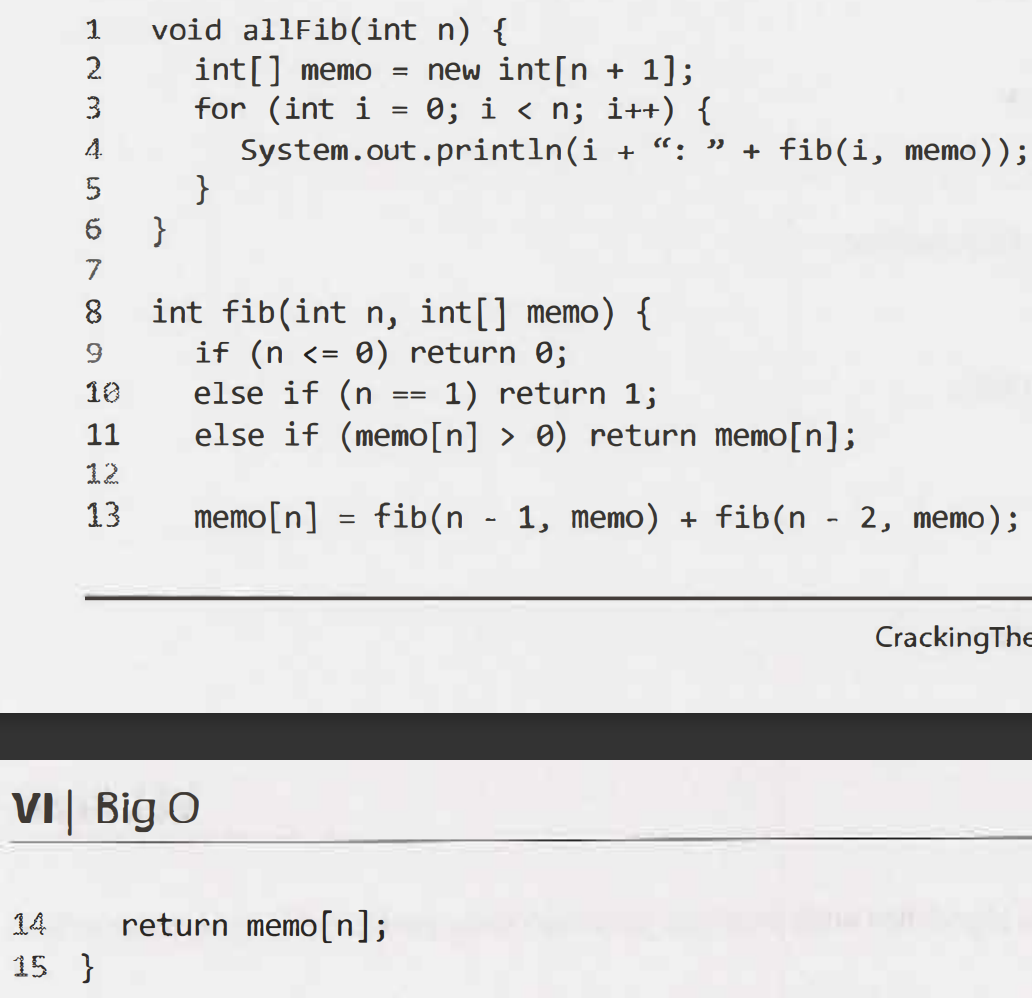 1 void allFib(int n) {
2 int[] memo = new int[n + 1];
3 for (int i = 0; i < n; i++) {
4 System.out.println(i + “: ” + fib(i, memo));
5 }
6 }
7
8 int fib(int n, int[] memo) {
9 if (n <= 0) return 0;
10 else if (n == 1) return 1;
11 else if (memo[n] > 0) return memo[n];
12
13 memo[n] = fib(n - 1, memo) + fib(n - 2, memo);
CrackingThe
VI| Big O
14 return memo[n];
15 }